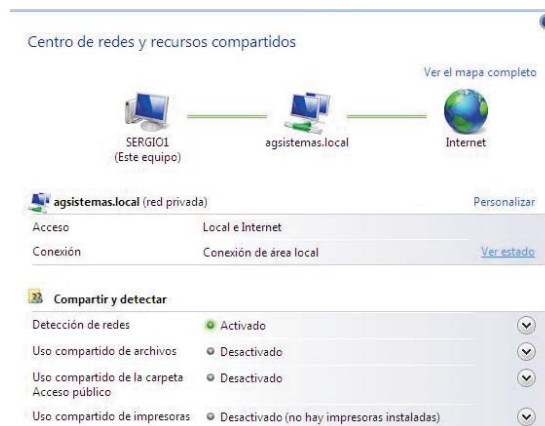 Centro de redes y recursos compartidos
Ver el mapa completo
SERGIO1
(Este equipo)
agsistemas.local
Internet
agsistemas.local (red privada)
Personalizar
Acceso
Local e Internet
Conexión
Conexión de área local
Ver estado
Compartir y detectar
Detección de redes
Activado
Uso compartido de archivos
Desactivado
Uso compartido de la carpeta
Acceso público
Desactivado
Uso compartido de impresoras
Desactivado (no hay impresoras instaladas)